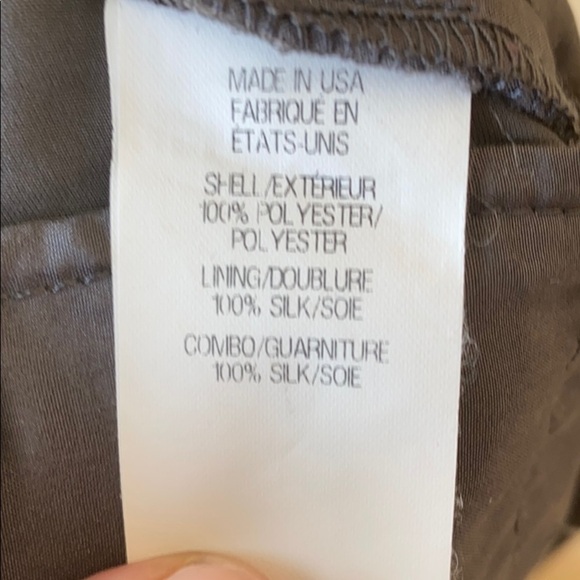 MADE IN USA
FABRIQUÉ EN
ÉTATS-UNIS
SHELL/EXTÉRIEUR
100% POLYESTER/
POLYESTER
LINING/DOUBLURE
100% SILK/SOIE
COMBO/GUARNITURE
100% SILK/SOIE